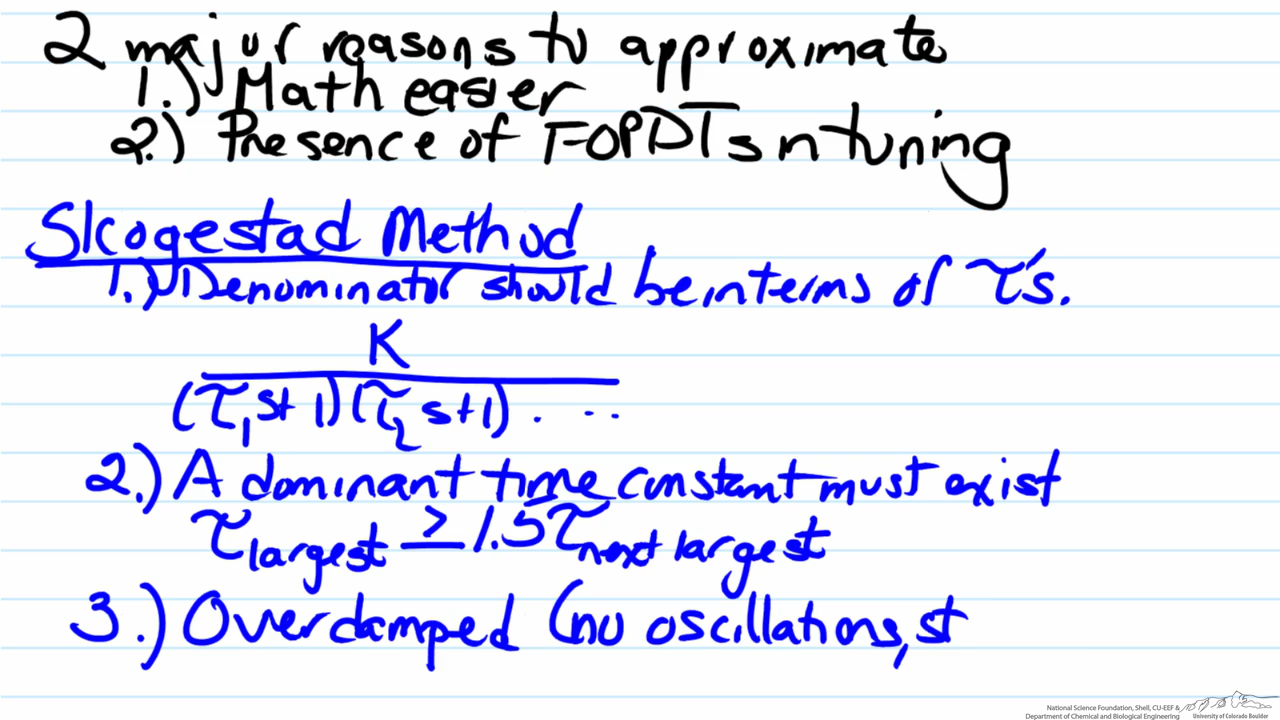 2 major reasons to approximate
1.) Math easier
2.) Presence of FOPDTs n tuning
Skogestad Method
1.) Denominator should be in terms of τ's.
K
(τ₁s+1)(τ₂s+1) . . .
2.) A dominant time constant must exist
τlargest ≥ 1.5 τnext largest
3.) Overdamped (no oscillations, st
National Science Foundation, Shell, CU-EEF &
Department of Chemical and Biological Engineering
University of Colorado Boulder